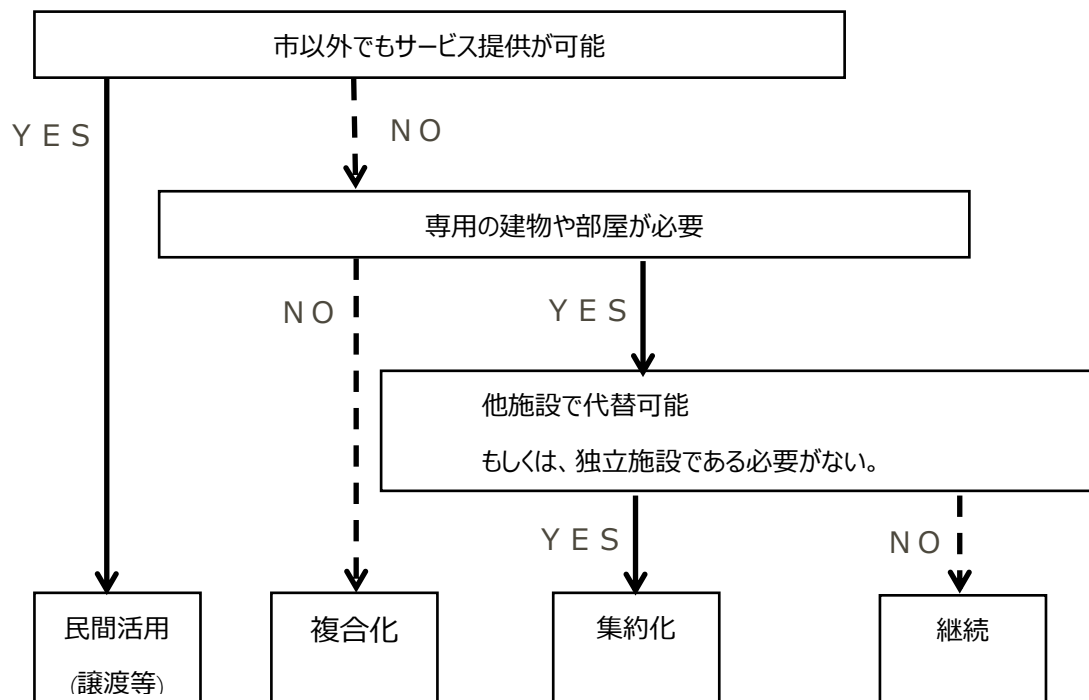 市以外でもサービス提供が可能
ＹＥＳ
ＮＯ
専用の建物や部屋が必要
ＮＯ
ＹＥＳ
他施設で代替可能
もしくは、独立施設である必要がない。
ＹＥＳ
ＮＯ
民間活用
(譲渡等)
複合化
集約化
継続